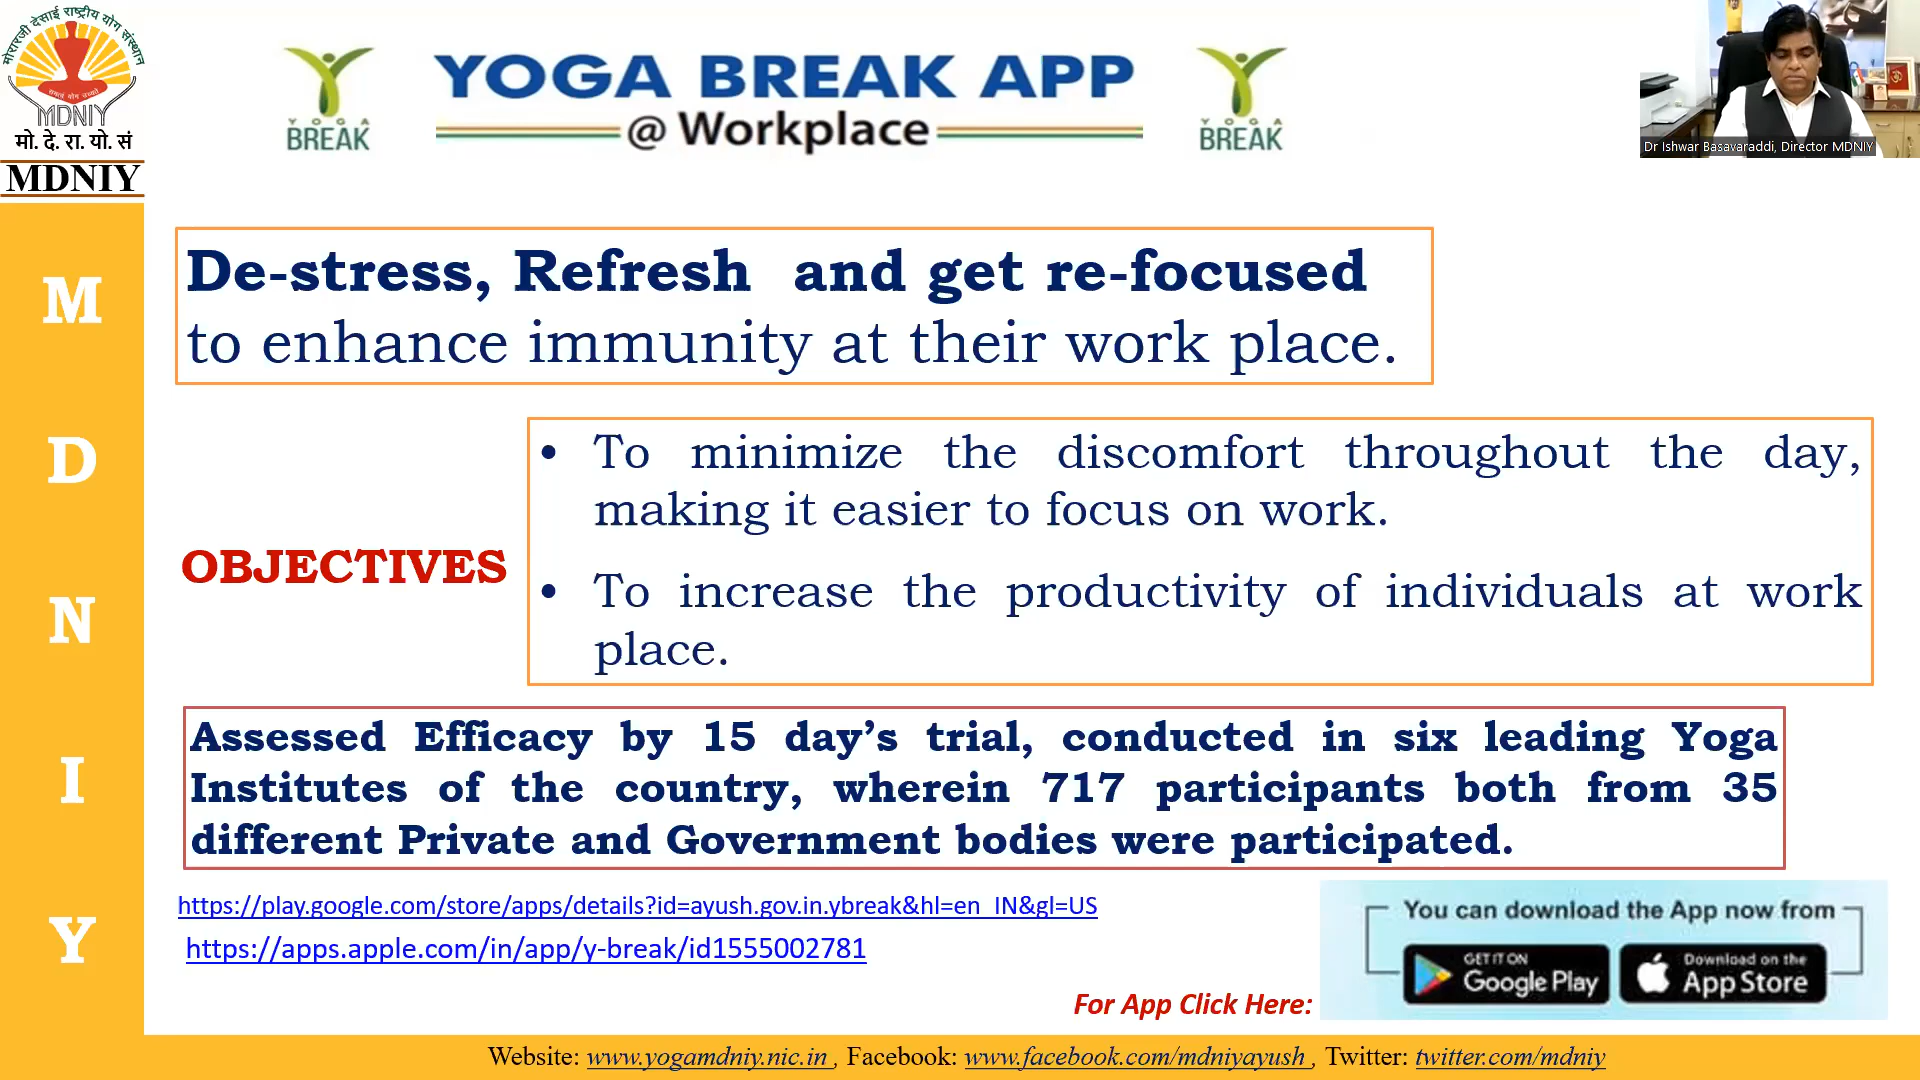 मोरारजी देसाई राष्ट्रीय योग संस्थान
MDNIY
मो. दे. रा. यो. सं
MDNIY
M
D
N
I
Y
YOGA
BREAK
YOGA BREAK APP
@ Workplace
YOGA
BREAK
Dr Ishwar Basavaraddi, Director MDNIY
De-stress, Refresh and get re-focused
to enhance immunity at their work place.
OBJECTIVES
• To minimize the discomfort throughout the day,
making it easier to focus on work.
• To increase the productivity of individuals at work
place.
Assessed Efficacy by 15 day’s trial, conducted in six leading Yoga
Institutes of the country, wherein 717 participants both from 35
different Private and Government bodies were participated.
https://play.google.com/store/apps/details?id=ayush.gov.in.ybreak&hl=en_IN&gl=US
https://apps.apple.com/in/app/y-break/id1555002781
For App Click Here:
You can download the App now from
GET IT ON
Google Play
Download on the
App Store
Website: www.yogamdniy.nic.in , Facebook: www.facebook.com/mdniyayush , Twitter: twitter.com/mdniy